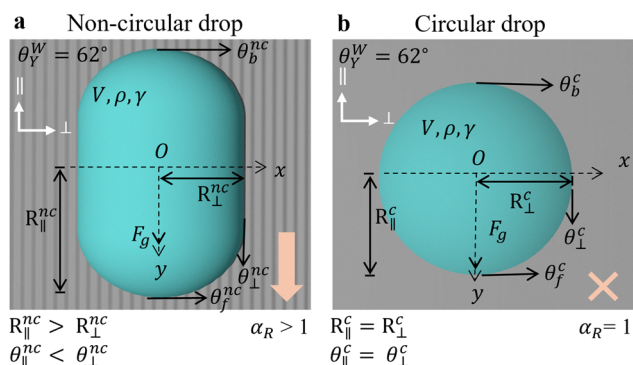 a Non-circular drop
θ_Y^W = 62°
θ_b^{nc}
∥
⊥
V, ρ, γ
O
x
R_∥^{nc}
R_⊥^{nc}
F_g
y
θ_⊥^{nc}
θ_f^{nc}
R_∥^{nc} > R_⊥^{nc}
α_R > 1
θ_∥^{nc} < θ_⊥^{nc}
b Circular drop
θ_Y^W = 62°
θ_b^c
∥
⊥
V, ρ, γ
O
x
R_∥^c
R_⊥^c
F_g
θ_⊥^c
y
θ_f^c
R_∥^c = R_⊥^c
α_R = 1
θ_∥^c = θ_⊥^c